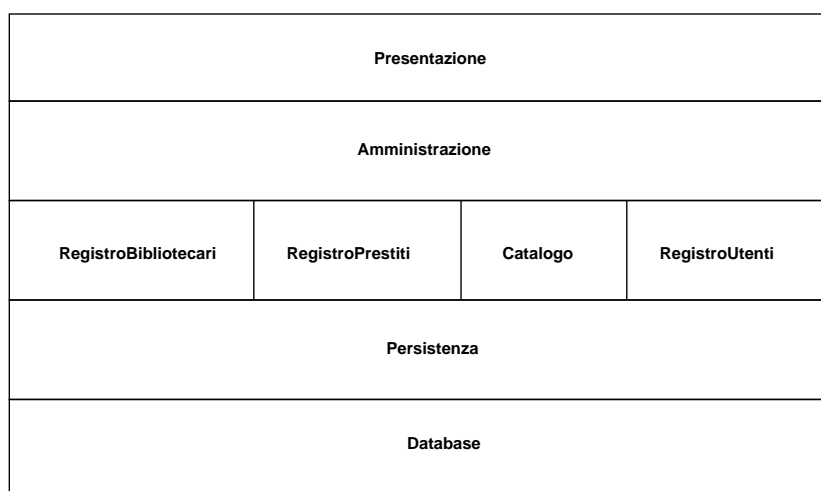 Presentazione
Amministrazione
RegistroBibliotecari RegistroPrestiti Catalogo RegistroUtenti
Persistenza
Database